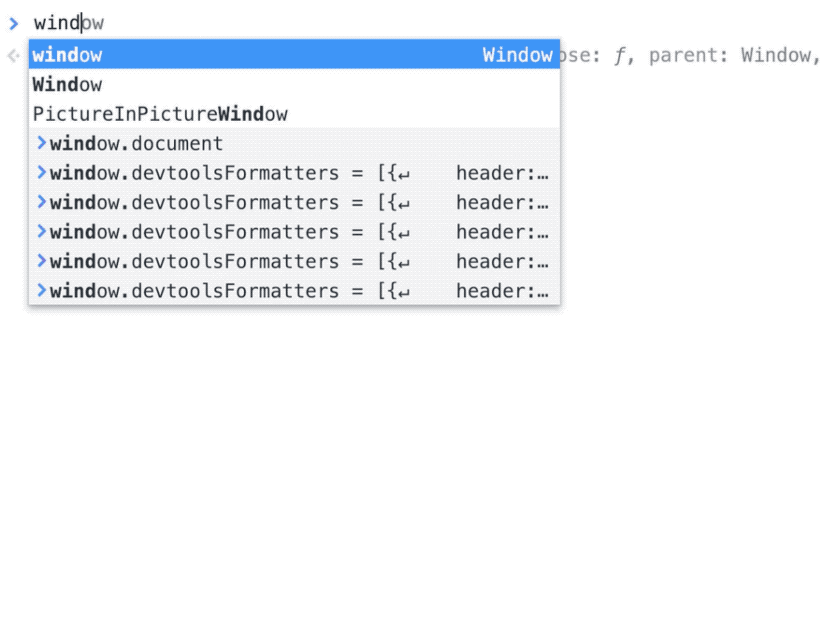 > window
window Window ose: ƒ, parent: Window,
Window
PictureInPictureWindow
>window.document
>window.devtoolsFormatters = [{↵ header:…
>window.devtoolsFormatters = [{↵ header:…
>window.devtoolsFormatters = [{↵ header:…
>window.devtoolsFormatters = [{↵ header:…
>window.devtoolsFormatters = [{↵ header:…